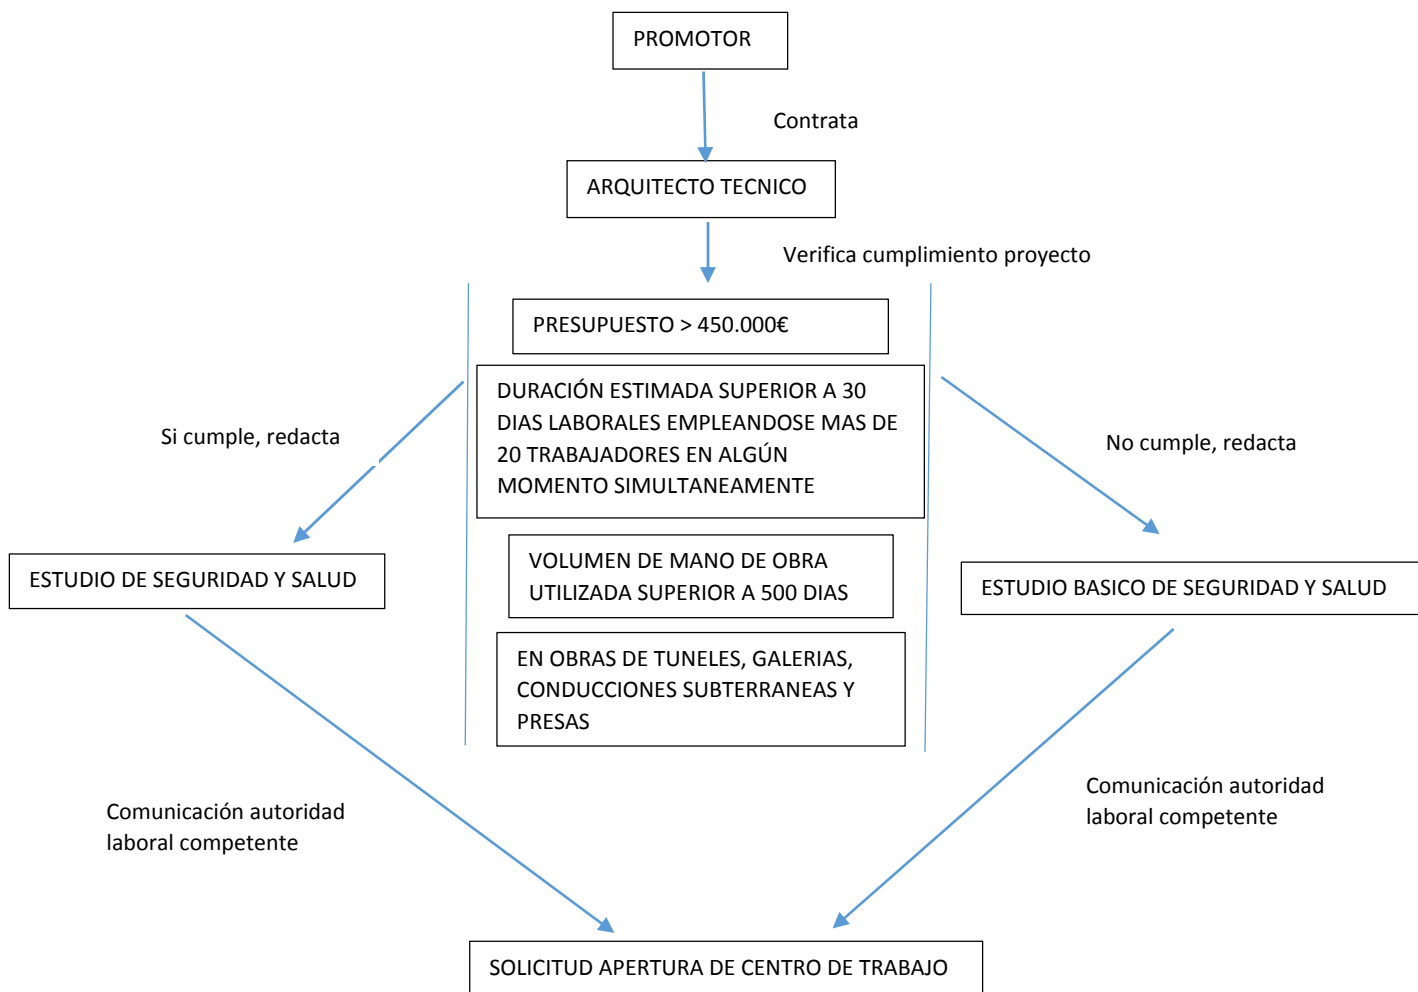 PROMOTOR
Contrata
ARQUITECTO TECNICO
Verifica cumplimiento proyecto
PRESUPUESTO > 450.000€
DURACIÓN ESTIMADA SUPERIOR A 30
DIAS LABORALES EMPLEANDOSE MAS DE
20 TRABAJADORES EN ALGÚN
MOMENTO SIMULTANEAMENTE
Si cumple, redacta
No cumple, redacta
VOLUMEN DE MANO DE OBRA
UTILIZADA SUPERIOR A 500 DIAS
ESTUDIO DE SEGURIDAD Y SALUD
ESTUDIO BASICO DE SEGURIDAD Y SALUD
EN OBRAS DE TUNELES, GALERIAS,
CONDUCCIONES SUBTERRANEAS Y
PRESAS
Comunicación autoridad
laboral competente
Comunicación autoridad
laboral competente
SOLICITUD APERTURA DE CENTRO DE TRABAJO